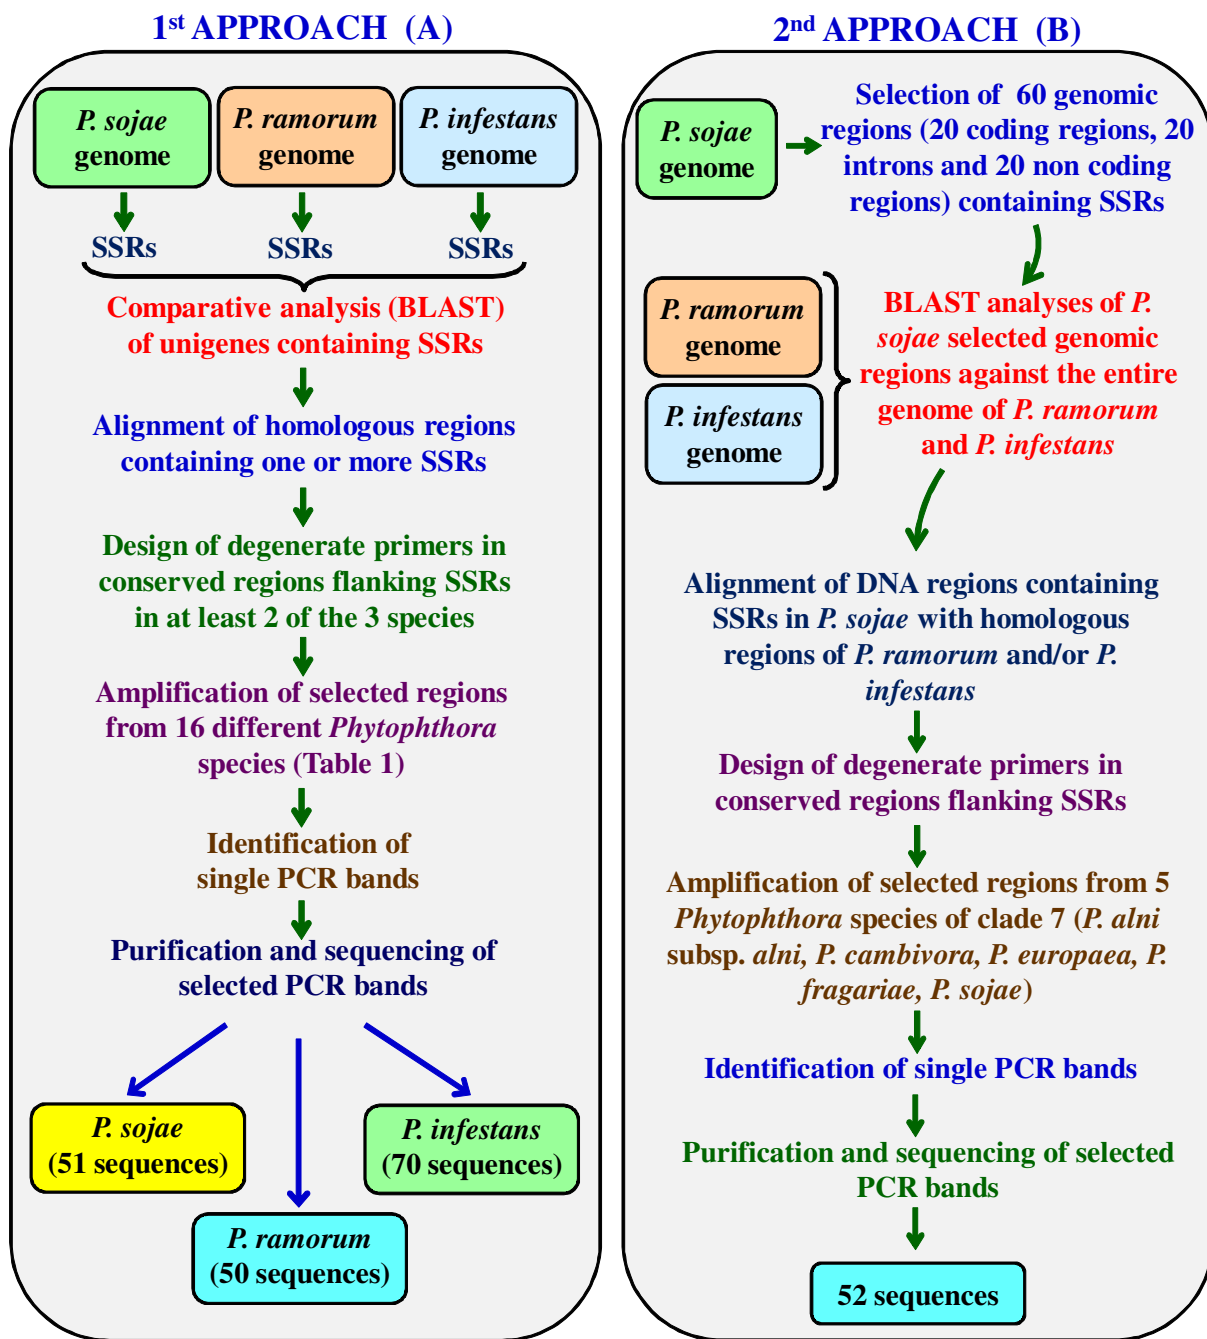 1st APPROACH (A)
P. sojae
genome
P. ramorum
genome
P. infestans
genome
SSRs
SSRs
SSRs
Comparative analysis (BLAST)
of unigenes containing SSRs
Alignment of homologous regions
containing one or more SSRs
Design of degenerate primers in
conserved regions flanking SSRs
in at least 2 of the 3 species
Amplification of selected regions
from 16 different Phytophthora
species (Table 1)
Identification of
single PCR bands
Purification and sequencing of
selected PCR bands
P. sojae
(51 sequences)
P. infestans
(70 sequences)
P. ramorum
(50 sequences)
2nd APPROACH (B)
P. sojae
genome
Selection of 60 genomic
regions (20 coding regions, 20
introns and 20 non coding
regions) containing SSRs
P. ramorum
genome
P. infestans
genome
BLAST analyses of P.
sojae selected genomic
regions against the entire
genome of P. ramorum
and P. infestans
Alignment of DNA regions containing
SSRs in P. sojae with homologous
regions of P. ramorum and/or P.
infestans
Design of degenerate primers in
conserved regions flanking SSRs
Amplification of selected regions from 5
Phytophthora species of clade 7 (P. alni
subsp. alni, P. cambivora, P. europaea, P.
fragariae, P. sojae)
Identification of single PCR bands
Purification and sequencing of selected
PCR bands
52 sequences